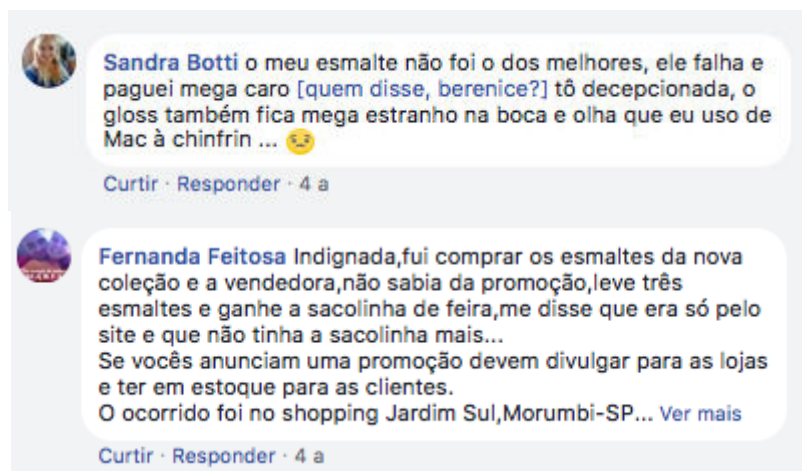 Sandra Botti o meu esmalte não foi o dos melhores, ele falha e
paguei mega caro [quem disse, berenice?] tô decepcionada, o
gloss também fica mega estranho na boca e olha que eu uso de
Mac à chinfrin ... 😒
Curtir · Responder · 4 a
Fernanda Feitosa Indignada,fui comprar os esmaltes da nova
coleção e a vendedora,não sabia da promoção,leve três
esmaltes e ganhe a sacolinha de feira,me disse que era só pelo
site e que não tinha a sacolinha mais...
Se vocês anunciam uma promoção devem divulgar para as lojas
e ter em estoque para as clientes.
O ocorrido foi no shopping Jardim Sul,Morumbi-SP... Ver mais
Curtir · Responder · 4 a